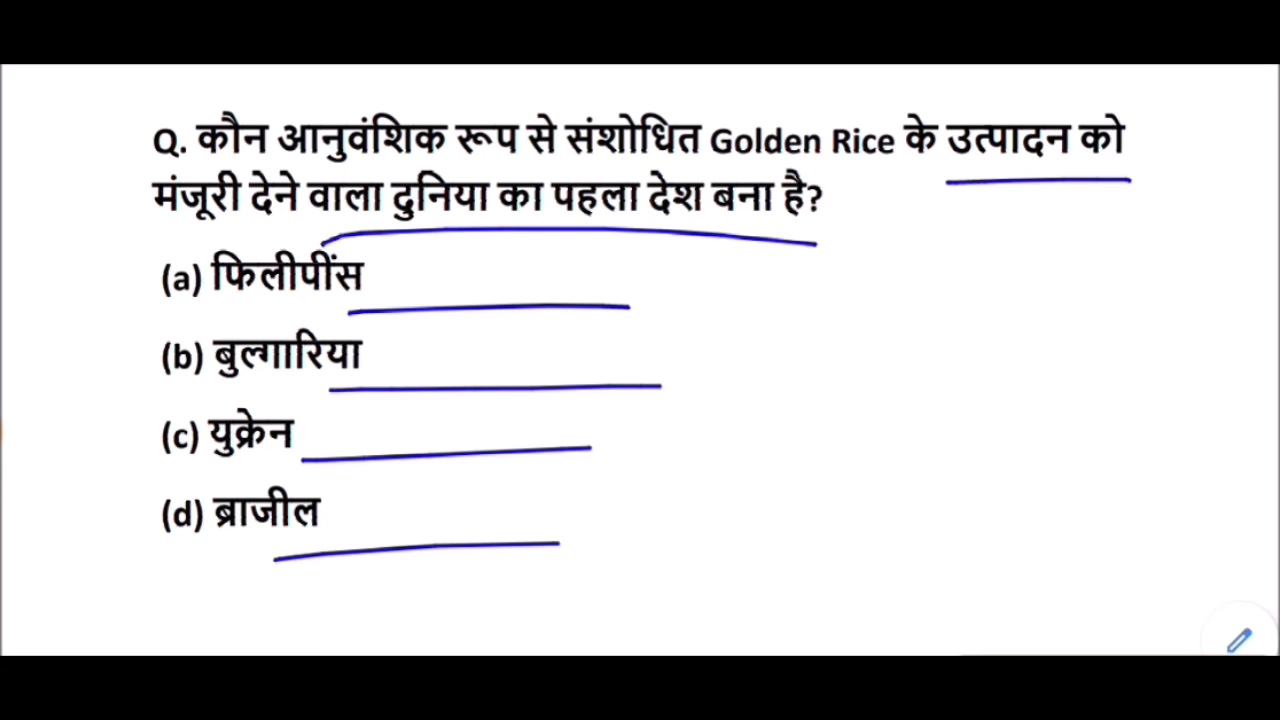 Q. कौन आनुवंशिक रूप से संशोधित Golden Rice के उत्पादन को
मंजूरी देने वाला दुनिया का पहला देश बना है?
(a) फिलीपींस
(b) बुल्गारिया
(c) युक्रेन
(d) ब्राजील